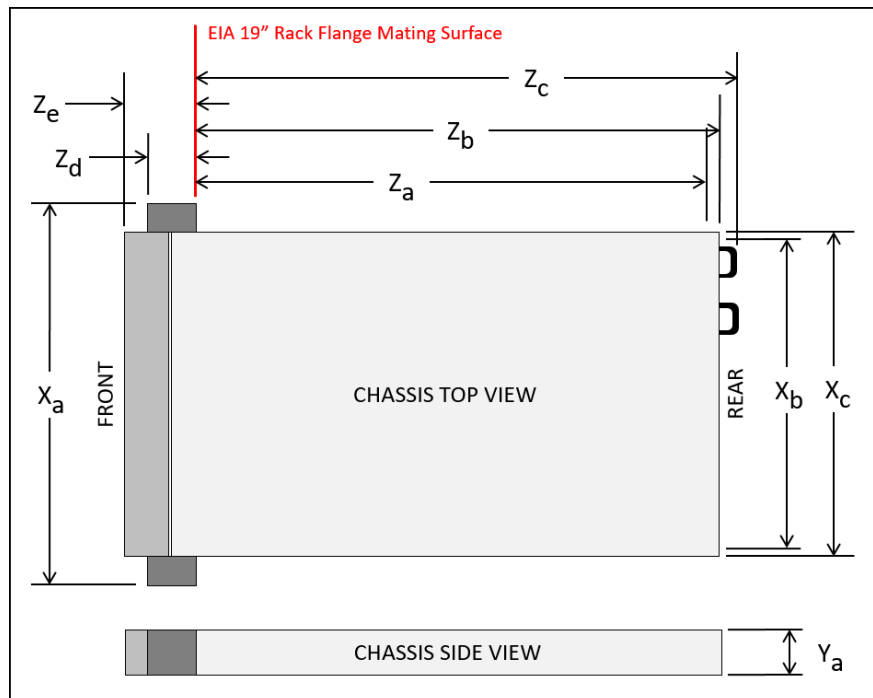 EIA 19” Rack Flange Mating Surface
Zc
Ze
Zb
Zd
Za
Xa
FRONT
CHASSIS TOP VIEW
Xb
REAR
Xc
CHASSIS SIDE VIEW
Ya